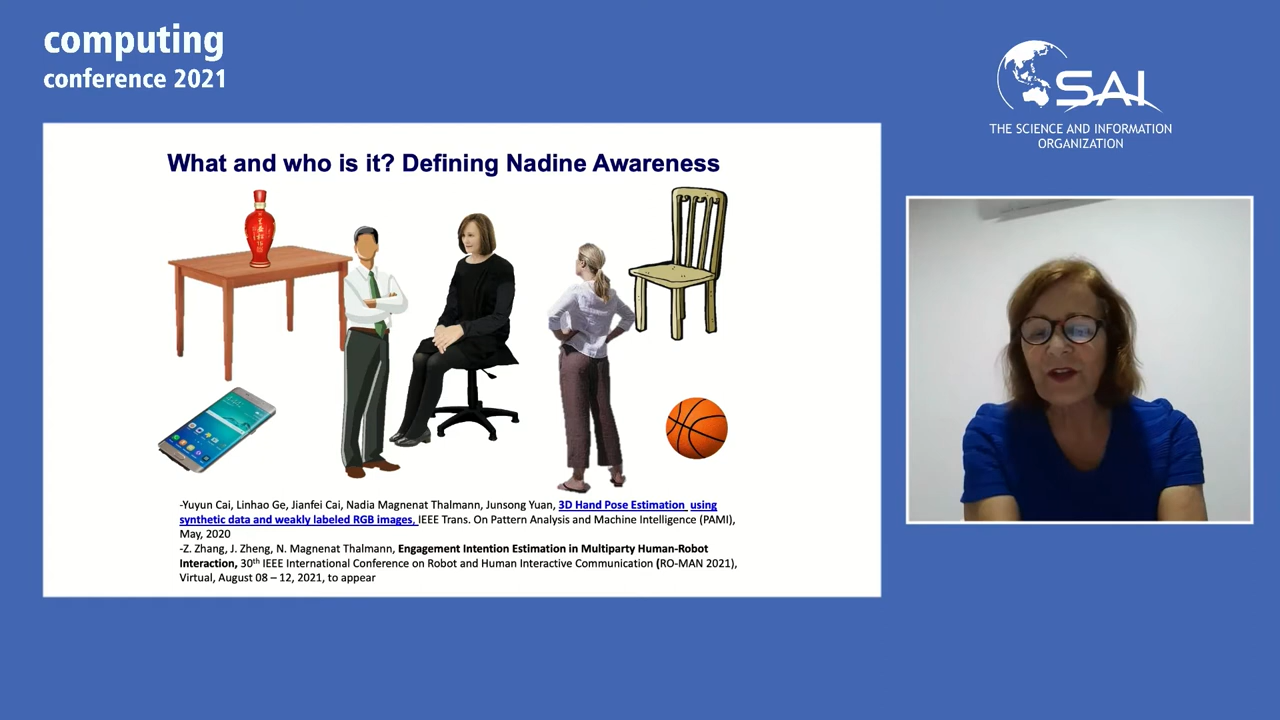 computing
conference 2021
SAI
THE SCIENCE AND INFORMATION
ORGANIZATION
What and who is it? Defining Nadine Awareness
-Yuyun Cai, Linhao Ge, Jianfei Cai, Nadia Magnenat Thalmann, Junsong Yuan, 3D Hand Pose Estimation using
synthetic data and weakly labeled RGB images, IEEE Trans. On Pattern Analysis and Machine Intelligence (PAMI),
May, 2020
-Z. Zhang, J. Zheng, N. Magnenat Thalmann, Engagement Intention Estimation in Multiparty Human-Robot
Interaction, 30th IEEE International Conference on Robot and Human Interactive Communication (RO-MAN 2021),
Virtual, August 08 – 12, 2021, to appear